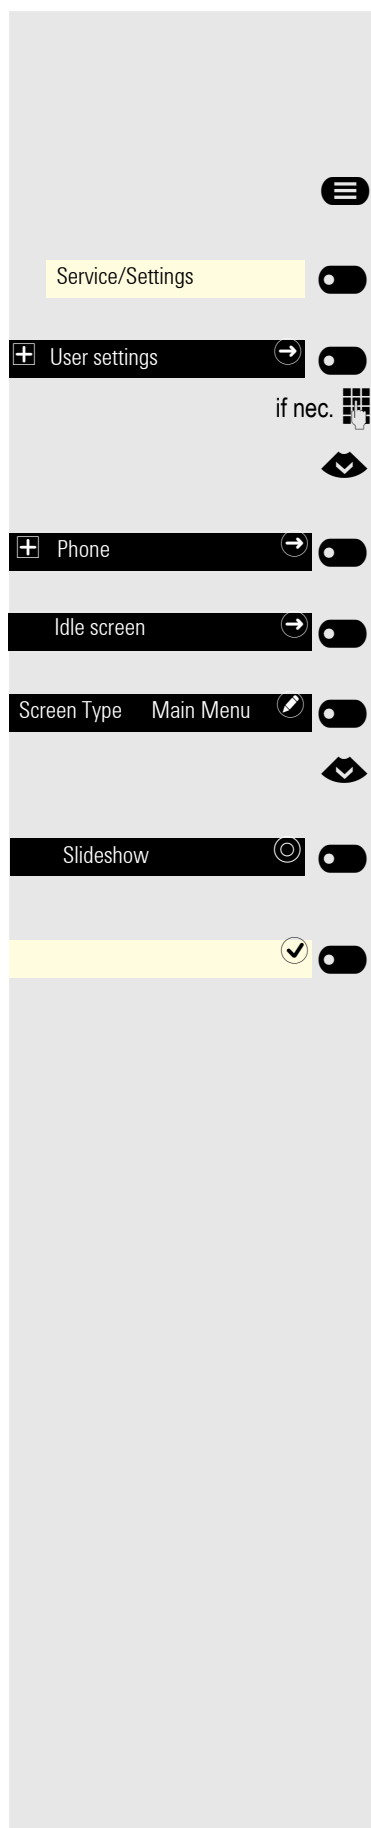 Service/Settings
User settings
if nec.
Phone
Idle screen
Screen Type Main Menu
Slideshow